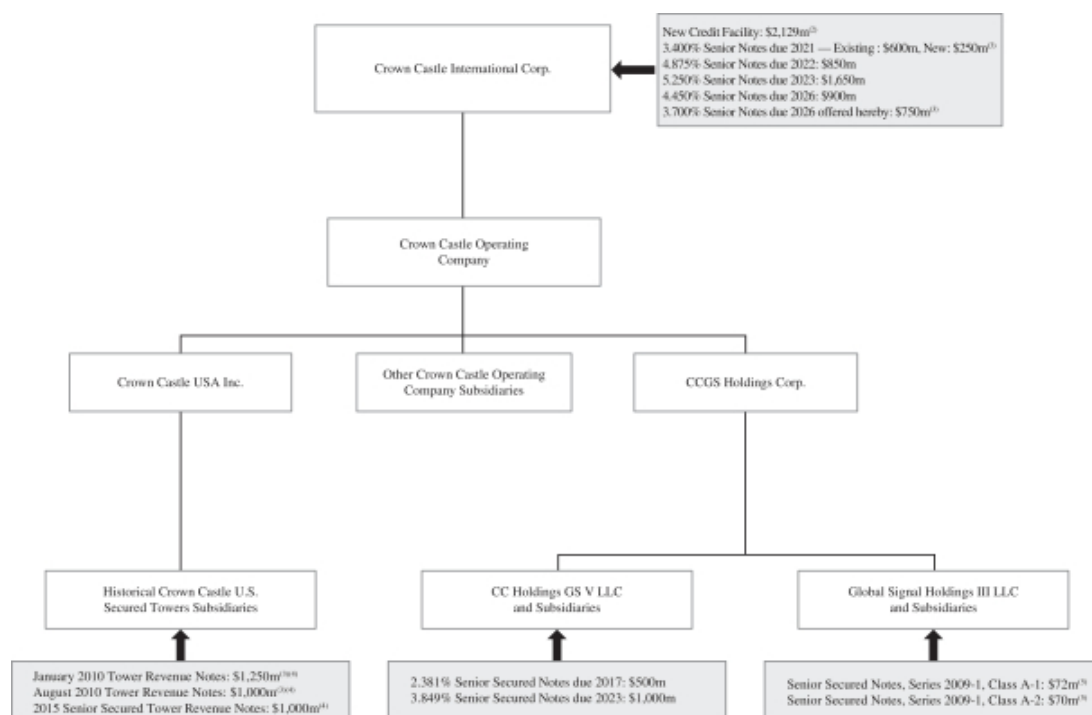 New Credit Facility: $2,129m(2)
3.400% Senior Notes due 2021 — Existing : $600m, New: $250m(3)
4.875% Senior Notes due 2022: $850m
5.250% Senior Notes due 2023: $1,650m
4.450% Senior Notes due 2026: $900m
3.700% Senior Notes due 2026 offered hereby: $750m
Crown Castle International Corp.
Crown Castle Operating
Company
Crown Castle USA Inc.
Other Crown Castle Operating
Company Subsidiaries
CCGS Holdings Corp.
Historical Crown Castle U.S.
Secured Towers Subsidiaries
CC Holdings GS V LLC
and Subsidiaries
Global Signal Holdings III LLC
and Subsidiaries
January 2010 Tower Revenue Notes: $1,250m
August 2010 Tower Revenue Notes: $1,000m(3)(4)
2015 Senior Secured Tower Revenue Notes: $1,000m(4)
2.381% Senior Secured Notes due 2017: $500m
3.849% Senior Secured Notes due 2023: $1,000m
Senior Secured Notes, Series 2009-1, Class A-1: $72m
Senior Secured Notes, Series 2009-1, Class A-2: $70m